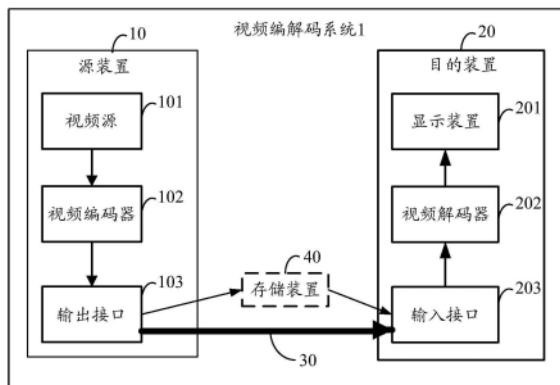 视频编解码系统1
10
源装置
视频源
101
视频编码器
102
输出接口
103
40
存储装置
30
20
目的装置
显示装置
201
视频解码器
202
输入接口
203